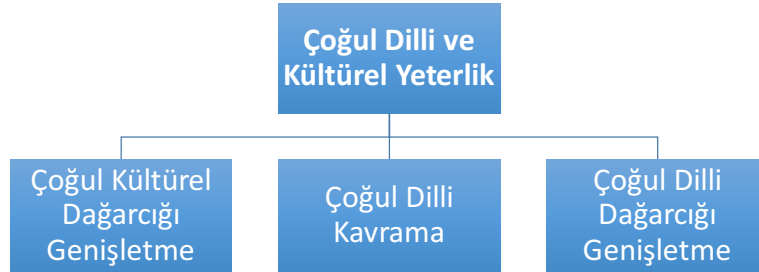 Çoğul Dilli ve
Kültürel Yeterlik
Çoğul Kültürel
Dağarcığı
Genişletme
Çoğul Dilli
Kavrama
Çoğul Dilli
Dağarcığı
Genişletme